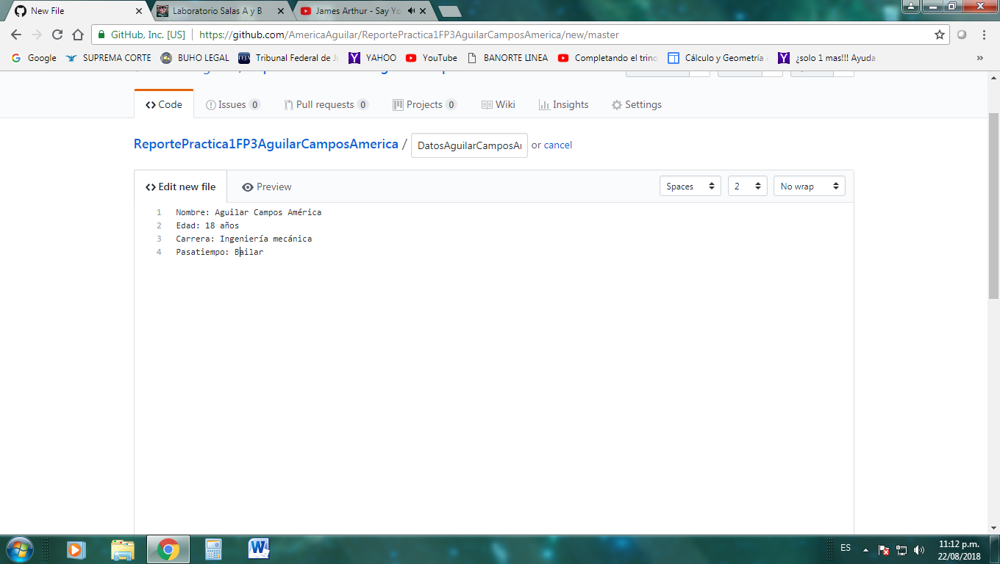 New File
Laboratorio Salas A y B
James Arthur - Say Yo
GitHub, Inc. [US] https://github.com/AmericaAguilar/ReportePractica1FP3AguilarCamposAmerica/new/master
Google SUPREMA CORTE BUHO LEGAL Tribunal Federal de Ju YAHOO YouTube BANORTE LINEA Completando el trino Cálculo y Geometría ¿solo 1 mas!!! Ayuda »
Code Issues 0 Pull requests 0 Projects 0 Wiki Insights Settings
ReportePractica1FP3AguilarCamposAmerica / DatosAguilarCamposAm or cancel
Edit new file Preview Spaces 2 No wrap
1 Nombre: Aguilar Campos América
2 Edad: 18 años
3 Carrera: Ingeniería mecánica
4 Pasatiempo: Bailar
ES
11:12 p.m.
22/08/2018